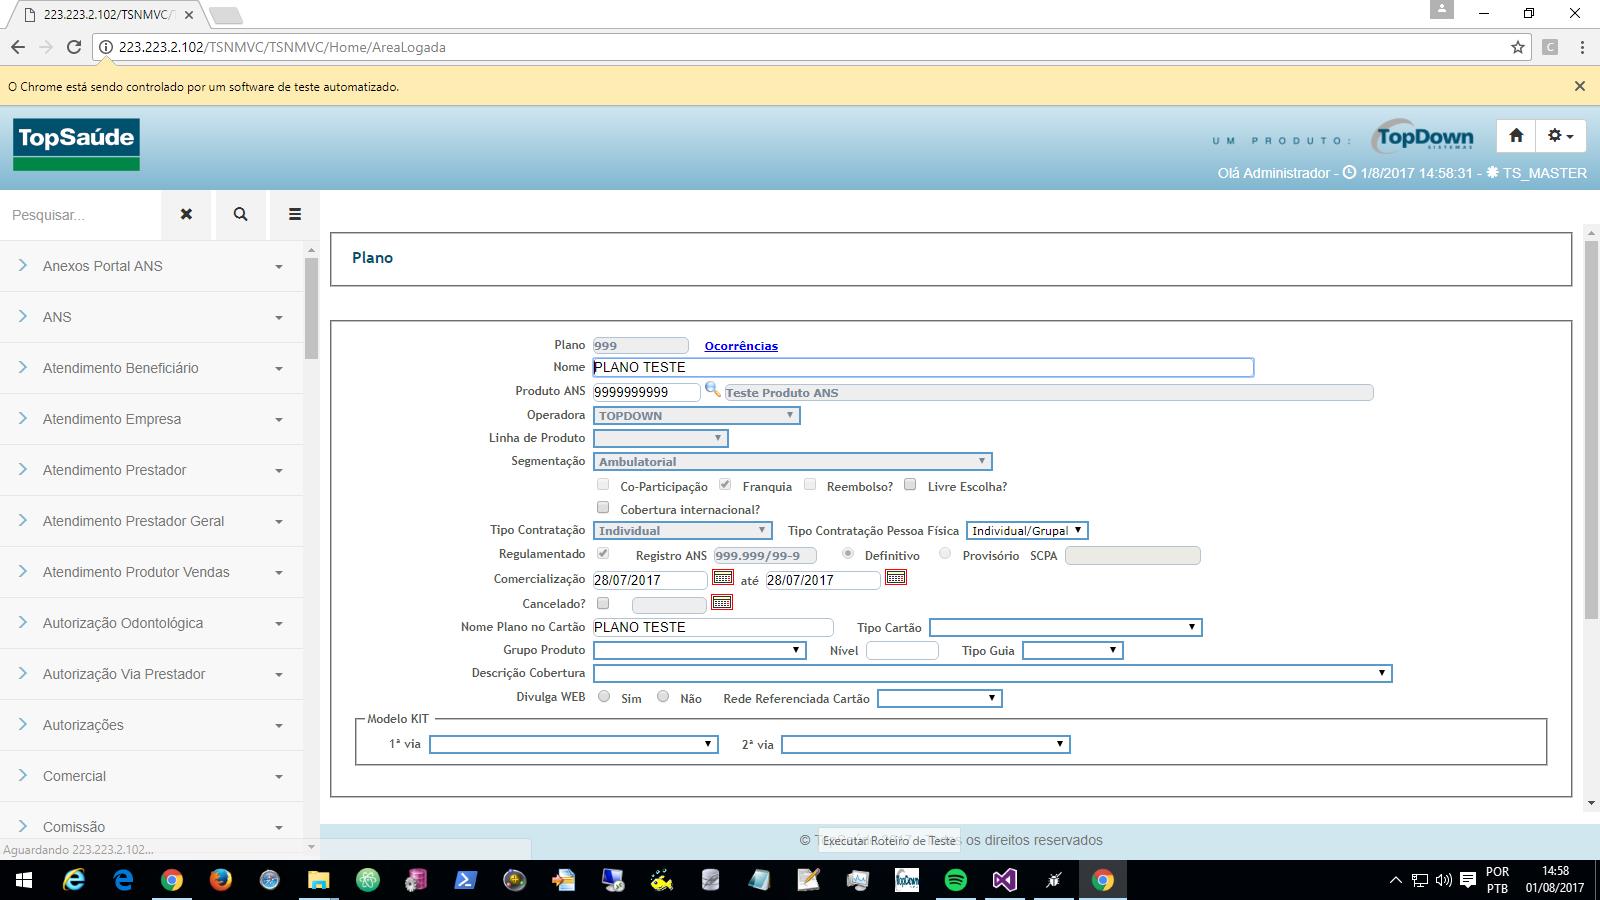 223.223.2.102/TSNMVC/T
223.223.2.102/TSNMVC/TSNMVC/Home/AreaLogada
C
O Chrome está sendo controlado por um software de teste automatizado.
TopSaúde
UM PRODUTO:
TopDown
SISTEMAS
Olá Administrador - 1/8/2017 14:58:31 - TS_MASTER
Pesquisar...
Anexos Portal ANS
ANS
Atendimento Beneficiário
Atendimento Empresa
Atendimento Prestador
Atendimento Prestador Geral
Atendimento Produtor Vendas
Autorização Odontológica
Autorização Via Prestador
Autorizações
Comercial
Comissão
Aguardando 223.223.2.102...
Plano
Plano 999 Ocorrências
Nome PLANO TESTE
Produto ANS 9999999999 Teste Produto ANS
Operadora TOPDOWN
Linha de Produto
Segmentação Ambulatorial
Co-Participação Franquia Reembolso? Livre Escolha?
Cobertura internacional?
Tipo Contratação Individual Tipo Contratação Pessoa Física Individual/Grupal
Regulamentado Registro ANS 999.999/99-9 Definitivo Provisório SCPA
Comercialização 28/07/2017 até 28/07/2017
Cancelado?
Nome Plano no Cartão PLANO TESTE Tipo Cartão
Grupo Produto Nível Tipo Guia
Descrição Cobertura
Divulga WEB Sim Não Rede Referenciada Cartão
Modelo KIT
1ª via 2ª via
© os direitos reservados
Executar Roteiro de Teste
TopDown
POR
PTB
14:58
01/08/2017